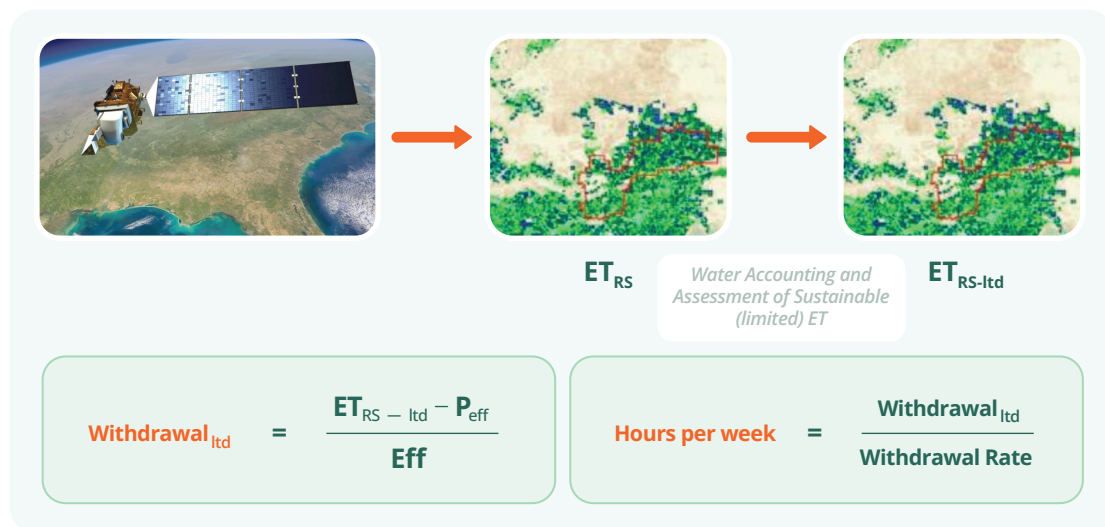 ET RS
Water Accounting and
Assessment of Sustainable
(limited) ET
ET RS-ltd
Withdrawal ltd = ET RS — ltd − P eff
Eff
Hours per week = Withdrawal ltd
Withdrawal Rate